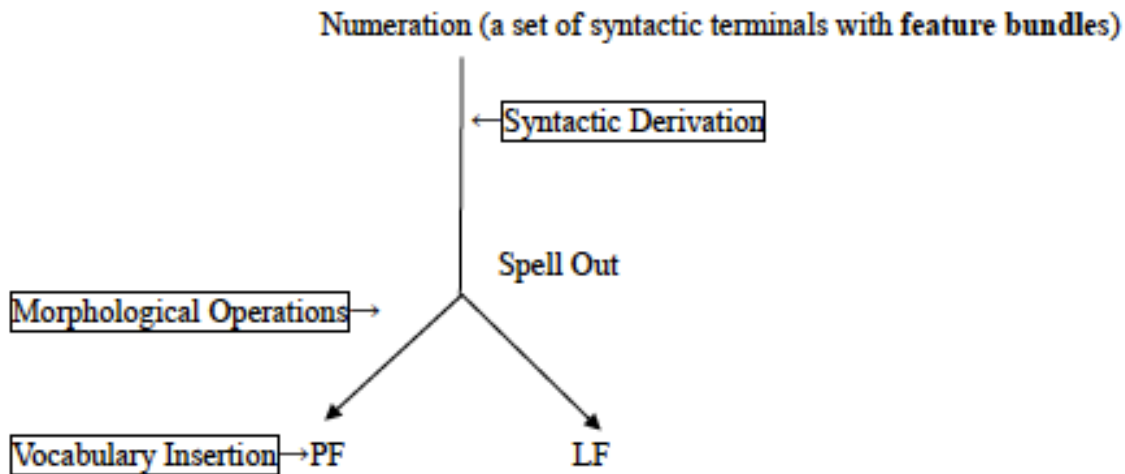 Numeration (a set of syntactic terminals with feature bundles)
←Syntactic Derivation
Spell Out
Morphological Operations→
Vocabulary Insertion→PF
LF